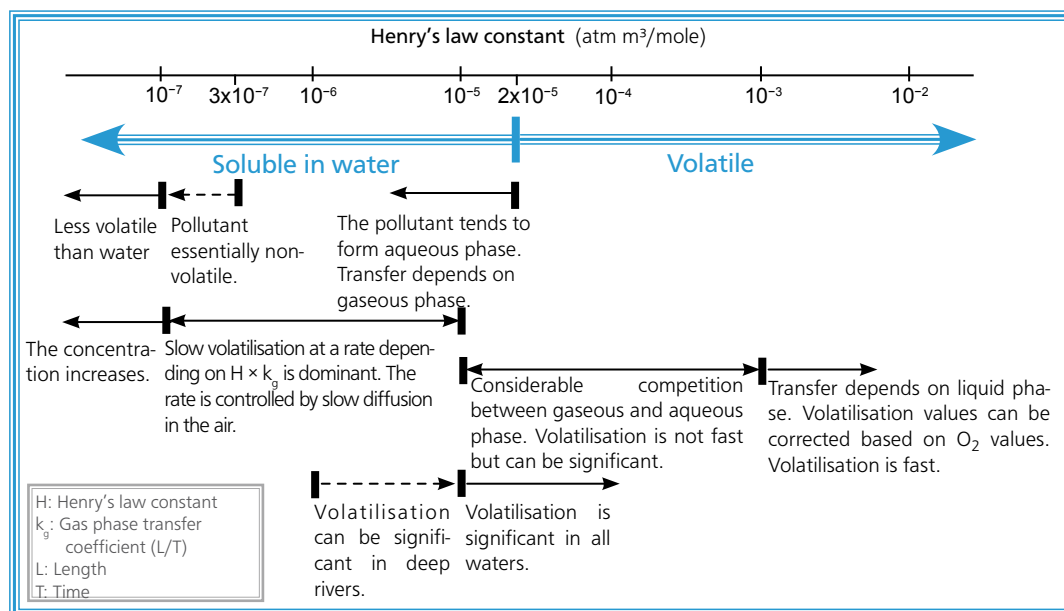 Henry's law constant (atm m³/mole)
10⁻⁷ 3x10⁻⁷ 10⁻⁶ 10⁻⁵ 2x10⁻⁵ 10⁻⁴ 10⁻³ 10⁻²
Soluble in water Volatile
Less volatile
than water
Pollutant
essentially non-
volatile.
The pollutant tends to
form aqueous phase.
Transfer depends on
gaseous phase.
The concentra-
tion increases.
Slow volatilisation at a rate depen-
ding on H × kg is dominant. The
rate is controlled by slow diffusion
in the air.
Considerable competition
between gaseous and aqueous
phase. Volatilisation is not fast
but can be significant.
Transfer depends on liquid pha-
se. Volatilisation values can be
corrected based on O₂ values.
Volatilisation is fast.
Volatilisation
can be signifi-
cant in deep
rivers.
Volatilisation is
significant in all
waters.
H: Henry's law constant
kg: Gas phase transfer
coefficient (L/T)
L: Length
T: Time